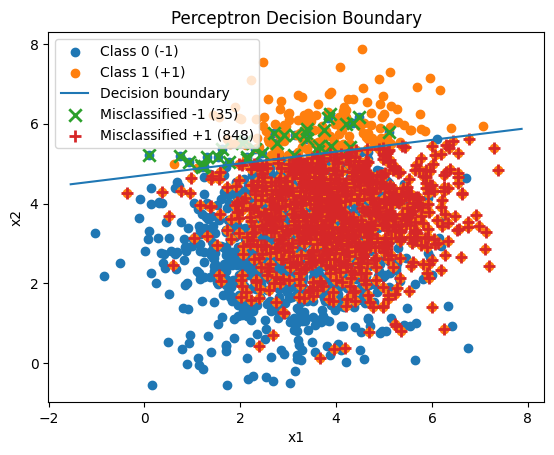 Perceptron Decision Boundary
Class 0 (-1)
Class 1 (+1)
Decision boundary
Misclassified -1 (35)
Misclassified +1 (848)
x2
8
6
4
2
0
−2
0
2
4
6
8
x1